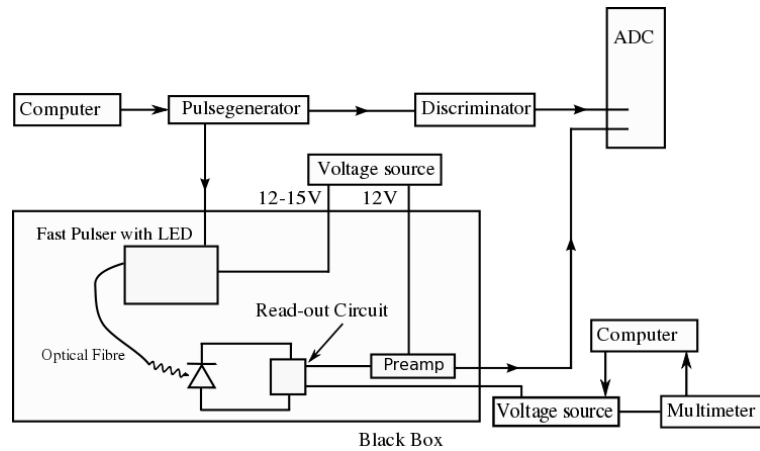 ADC
Computer
Pulsegenerator
Discriminator
Voltage source
12-15V
12V
Fast Pulser with LED
Read-out Circuit
Optical Fibre
Preamp
Computer
Voltage source
Multimeter
Black Box